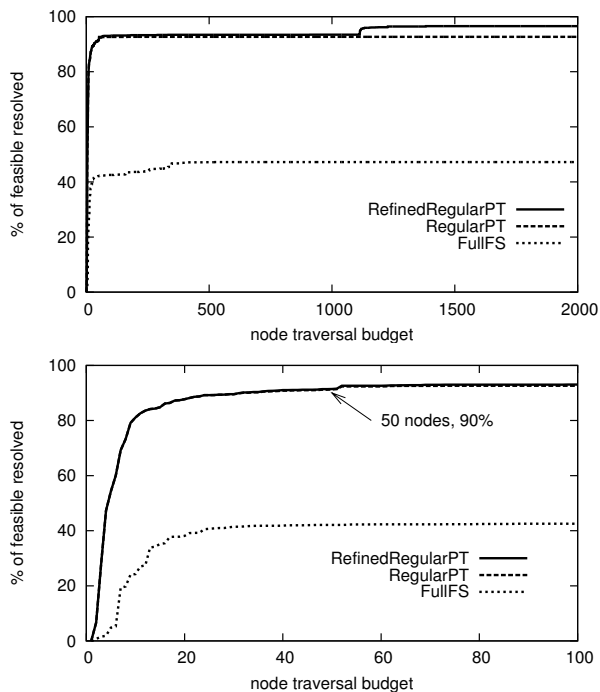 100
80
60
40
20
0
% of feasible resolved
RefinedRegularPT
RegularPT
FullFS
0 500 1000 1500 2000
node traversal budget
100
80
60
40
20
0
% of feasible resolved
50 nodes, 90%
RefinedRegularPT
RegularPT
FullFS
0 20 40 60 80 100
node traversal budget